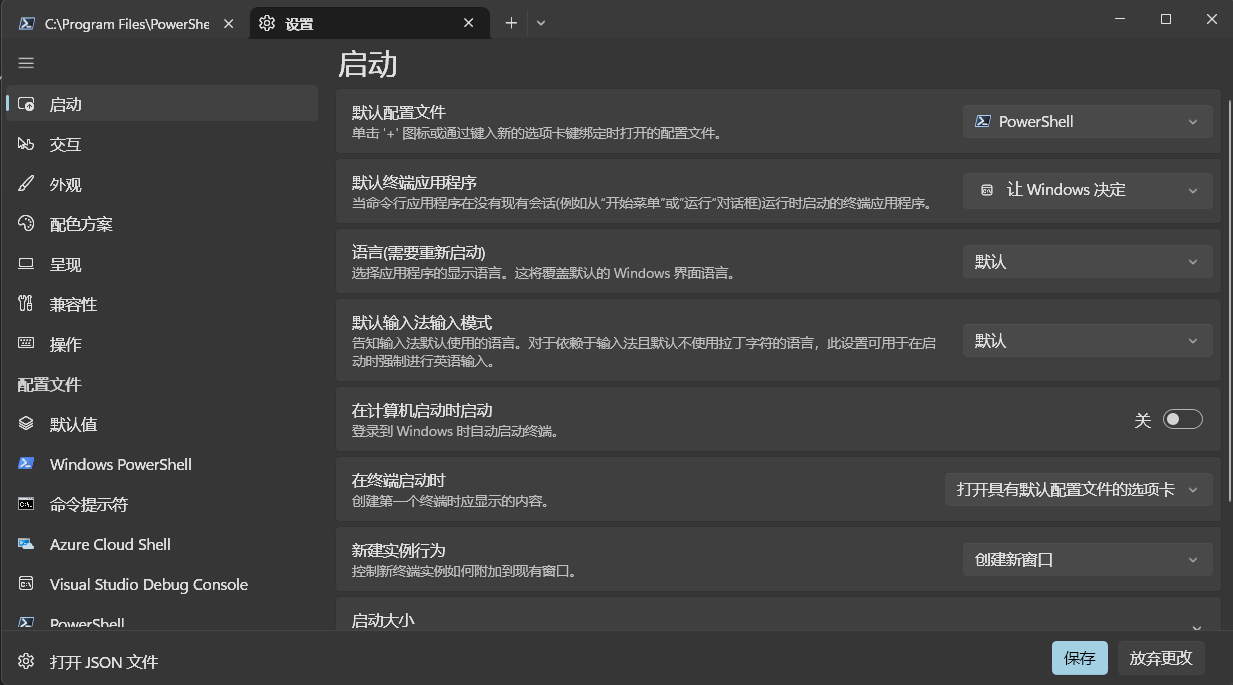 C:\Program Files\PowerShe
设置
启动
交互
外观
配色方案
呈现
兼容性
操作
配置文件
默认值
Windows PowerShell
命令提示符
Azure Cloud Shell
Visual Studio Debug Console
PowerShell
打开 JSON 文件
启动
默认配置文件
单击 '+' 图标或通过键入新的选项卡键绑定时打开的配置文件。
PowerShell
默认终端应用程序
当命令行应用程序在没有现有会话(例如从"开始菜单"或"运行"对话框)运行时启动的终端应用程序。
让 Windows 决定
语言(需要重新启动)
选择应用程序的显示语言。这将覆盖默认的 Windows 界面语言。
默认
默认输入法输入模式
告知输入法默认使用的语言。对于依赖于输入法且默认不使用拉丁字符的语言，此设置可用于在启
动时强制进行英语输入。
默认
在计算机启动时启动
登录到 Windows 时自动启动终端。
关
在终端启动时
创建第一个终端时应显示的内容。
打开具有默认配置文件的选项卡
新建实例行为
控制新终端实例如何附加到现有窗口。
创建新窗口
启动大小
保存
放弃更改